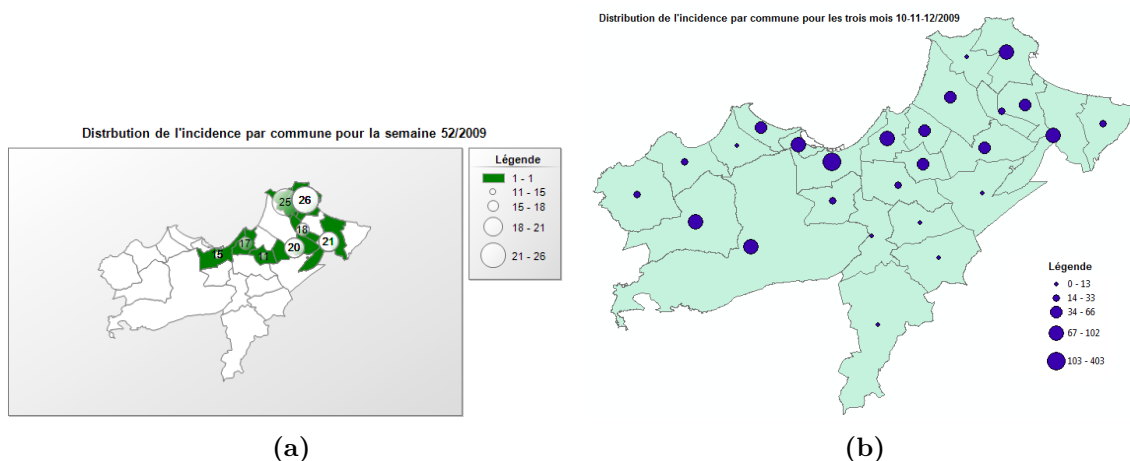 Distribution de l'incidence par commune pour les trois mois 10-11-12/2009
Distrbution de l'incidence par commune pour la semaine 52/2009
Légende
1 - 1
11 - 15
15 - 18
18 - 21
21 - 26
25
26
18
17
20
21
15
11
Légende
0 - 13
14 - 33
34 - 66
67 - 102
103 - 403
(a)
(b)